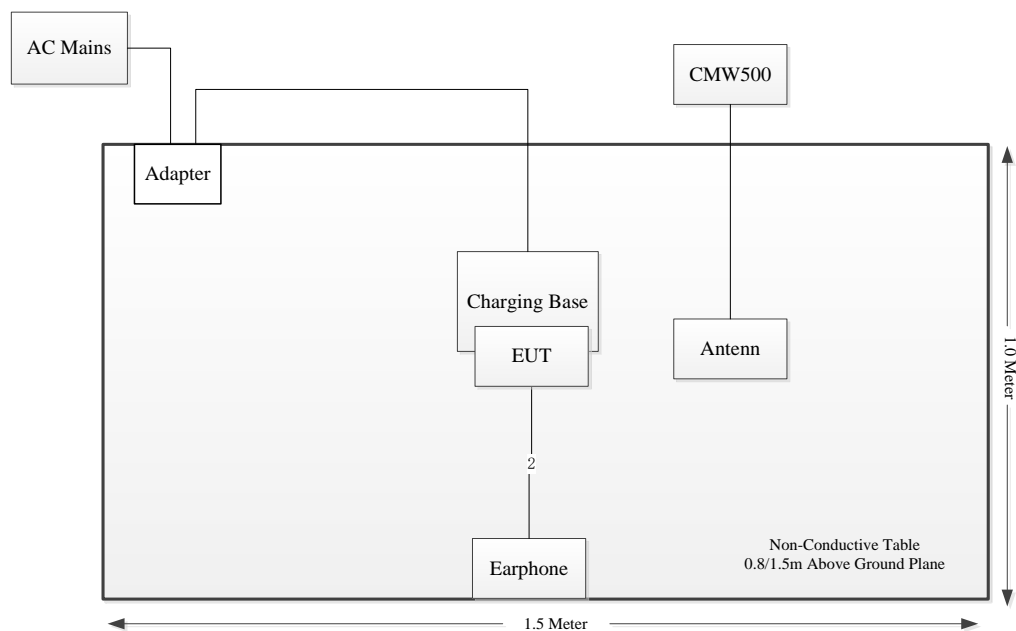 AC Mains
CMW500
Adapter
Charging Base
EUT
Antenn
2
Earphone
Non-Conductive Table
0.8/1.5m Above Ground Plane
1.0 Meter
1.5 Meter